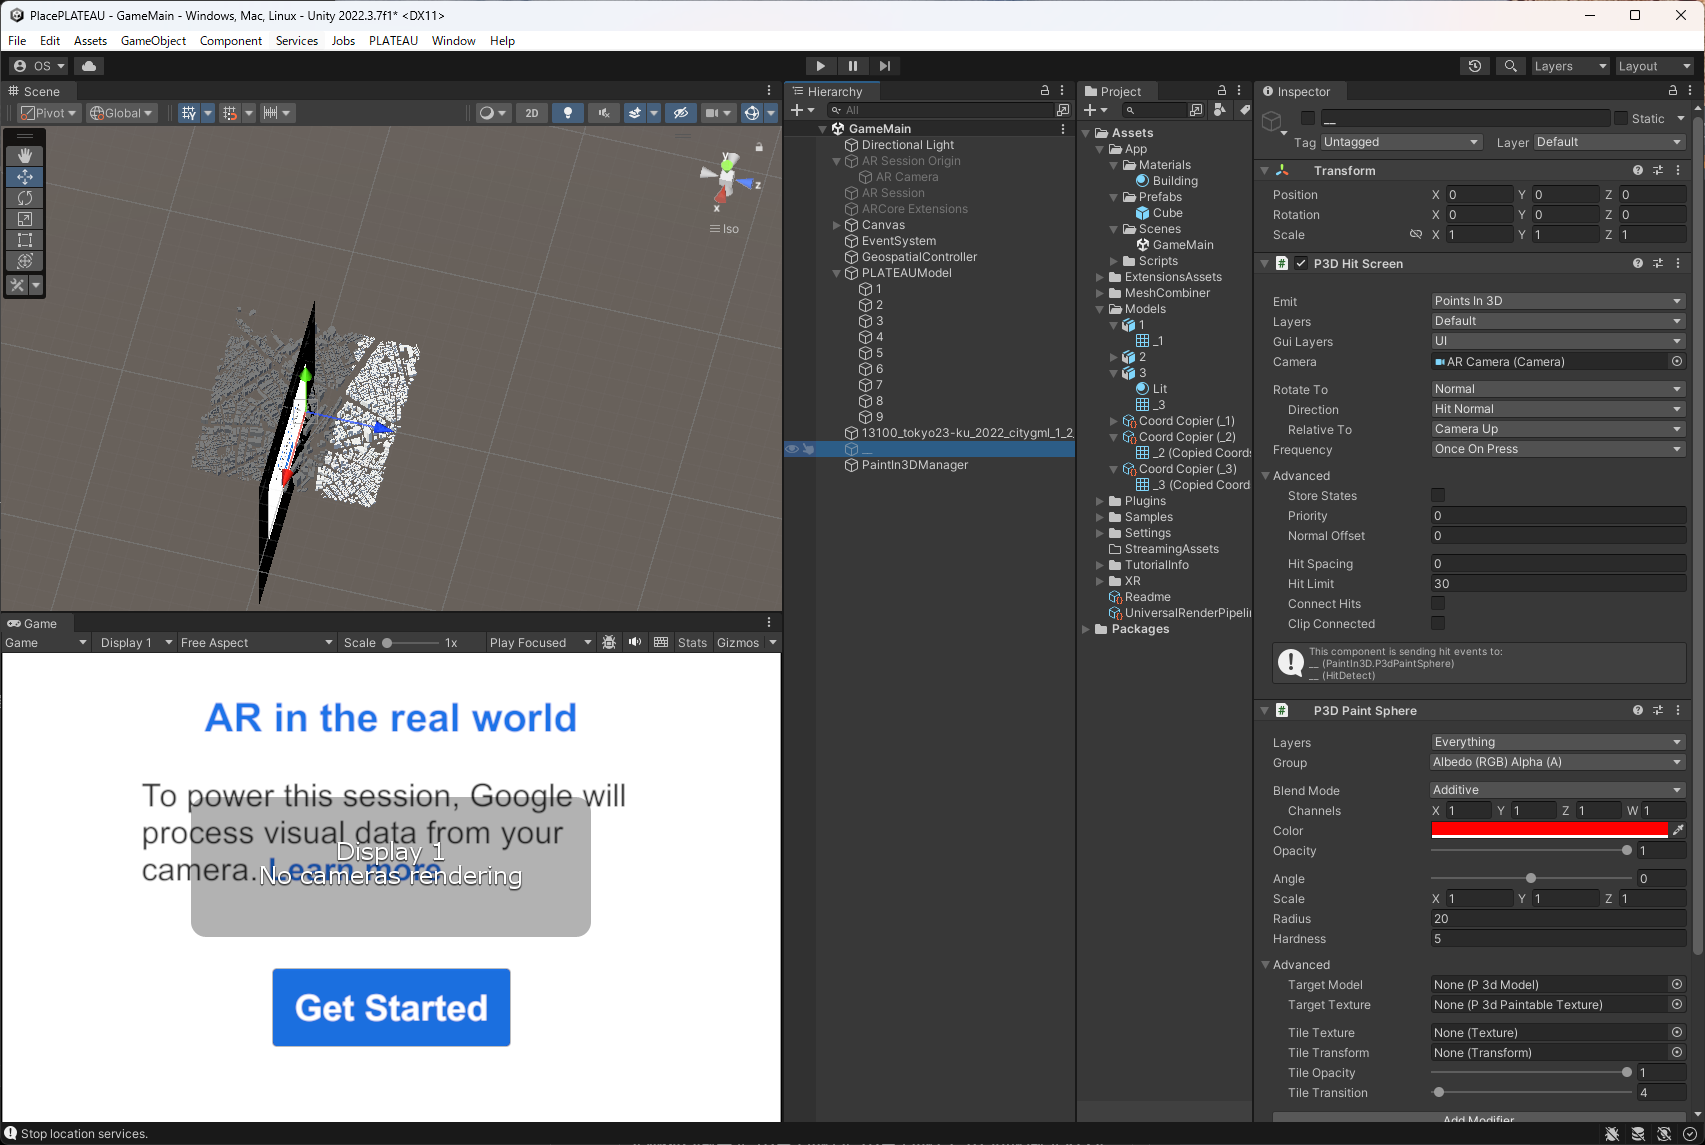 PlacePLATEAU - GameMain - Windows, Mac, Linux - Unity 2022.3.7f1* <DX11>
File Edit Assets GameObject Component Services Jobs PLATEAU Window Help
OS
Layers Layout
Scene
Pivot Global 2D
y
z
x
Iso
Game
Game Display 1 Free Aspect Scale 1x Play Focused Stats Gizmos
AR in the real world
To power this session, Google will
process visual data from your
camera. Learn more
Display 1
No cameras rendering
Get Started
Stop location services.
Hierarchy
All
GameMain
Directional Light
AR Session Origin
AR Camera
AR Session
ARCore Extensions
Canvas
EventSystem
GeospatialController
PLATEAUModel
1
2
3
4
5
6
7
8
9
13100_tokyo23-ku_2022_citygml_1_2_
__
PaintIn3DManager
Project
Assets
App
Materials
Building
Prefabs
Cube
Scenes
GameMain
Scripts
ExtensionsAssets
MeshCombiner
Models
1
_1
2
3
Lit
_3
Coord Copier (_1)
Coord Copier (_2)
_2 (Copied Coords
Coord Copier (_3)
_3 (Copied Coord
Plugins
Samples
Settings
StreamingAssets
TutorialInfo
XR
Readme
UniversalRenderPipelin
Packages
Inspector
__ Static
Tag Untagged Layer Default
Transform
Position X 0 Y 0 Z 0
Rotation X 0 Y 0 Z 0
Scale X 1 Y 1 Z 1
P3D Hit Screen
Emit Points In 3D
Layers Default
Gui Layers UI
Camera AR Camera (Camera)
Rotate To Normal
Direction Hit Normal
Relative To Camera Up
Frequency Once On Press
Advanced
Store States
Priority 0
Normal Offset 0
Hit Spacing 0
Hit Limit 30
Connect Hits
Clip Connected
This component is sending hit events to:
__ (PaintIn3D.P3dPaintSphere)
__ (HitDetect)
P3D Paint Sphere
Layers Everything
Group Albedo (RGB) Alpha (A)
Blend Mode Additive
Channels X 1 Y 1 Z 1 W 1
Color
Opacity 1
Angle 0
Scale X 1 Y 1 Z 1
Radius 20
Hardness 5
Advanced
Target Model None (P 3d Model)
Target Texture None (P 3d Paintable Texture)
Tile Texture None (Texture)
Tile Transform None (Transform)
Tile Opacity 1
Tile Transition 4
Add Modifier